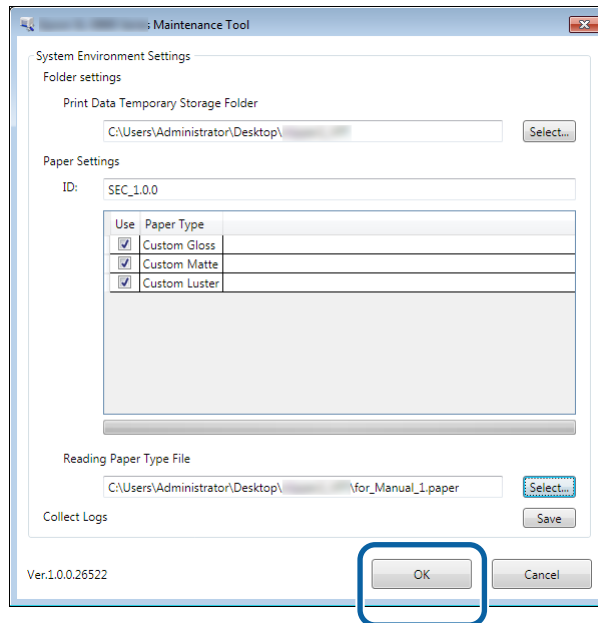 : Maintenance Tool
System Environment Settings
Folder settings
Print Data Temporary Storage Folder
C:\Users\Administrator\Desktop\
Select...
Paper Settings
ID: SEC_1.0.0
Use Paper Type
Custom Gloss
Custom Matte
Custom Luster
Reading Paper Type File
C:\Users\Administrator\Desktop\ \for_Manual_1.paper Select...
Collect Logs Save
Ver.1.0.0.26522 OK Cancel